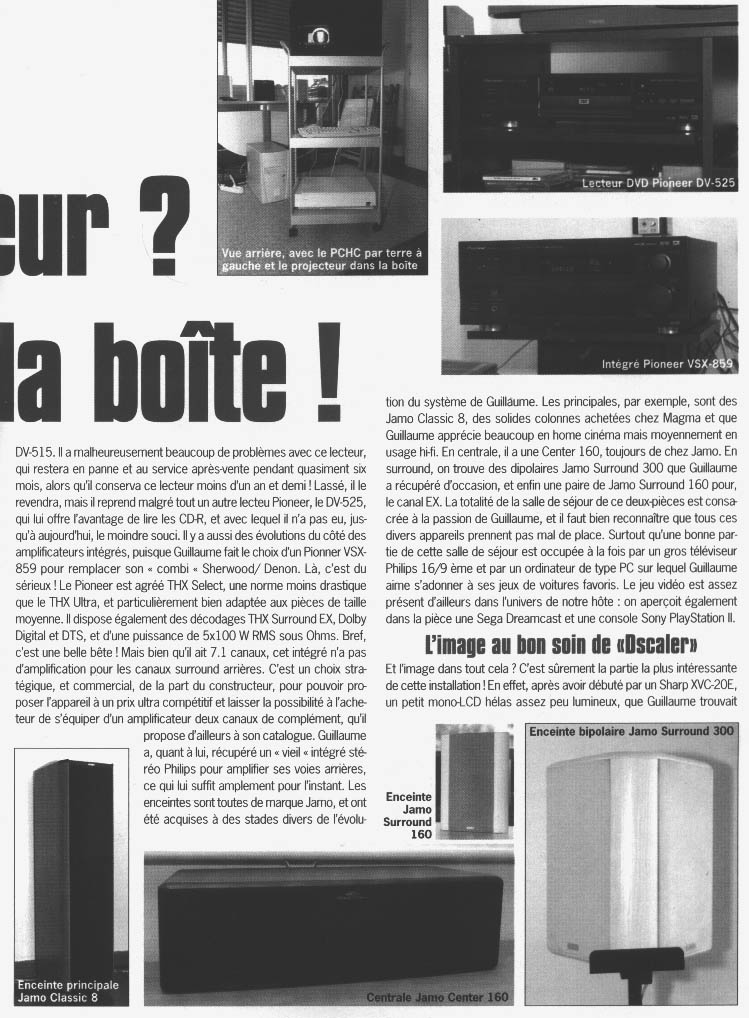 eur ?
la boîte !
Vue arrière, avec le PCHC par terre à
gauche et le projecteur dans la boîte
Lecteur DVD Pioneer DV-525
Intégré Pioneer VSX-859
DV-515. Il a malheureusement beaucoup de problèmes avec ce lecteur,
qui restera en panne et au service après-vente pendant quasiment six
mois, alors qu'il conserva ce lecteur moins d'un an et demi ! Lassé, il le
revendra, mais il reprend malgré tout un autre lecteu Pioneer, le DV-525,
qui lui offre l'avantage de lire les CD-R, et avec lequel il n'a pas eu, jus-
qu'à aujourd'hui, le moindre souci. Il y a aussi des évolutions du côté des
amplificateurs intégrés, puisque Guillaume fait le choix d'un Pionner VSX-
859 pour remplacer son « combi « Sherwood/ Denon. Là, c'est du
sérieux ! Le Pioneer est agréé THX Select, une norme moins drastique
que le THX Ultra, et particulièrement bien adaptée aux pièces de taille
moyenne. Il dispose également des décodages THX Surround EX, Dolby
Digital et DTS, et d'une puissance de 5x100 W RMS sous Ohms. Bref,
c'est une belle bête ! Mais bien qu'il ait 7.1 canaux, cet intégré n'a pas
d'amplification pour les canaux surround arrières. C'est un choix stra-
tégique, et commercial, de la part du constructeur, pour pouvoir pro-
poser l'appareil à un prix ultra compétitif et laisser la possibilité à l'ache-
teur de s'équiper d'un amplificateur deux canaux de complément, qu'il
propose d'ailleurs à son catalogue. Guillaume
a, quant à lui, récupéré un « vieil « intégré sté-
réo Philips pour amplifier ses voies arrières,
ce qui lui suffit amplement pour l'instant. Les
enceintes sont toutes de marque Jamo, et ont
été acquises à des stades divers de l'évolu-
tion du système de Guillaume. Les principales, par exemple, sont des
Jamo Classic 8, des solides colonnes achetées chez Magma et que
Guillaume apprécie beaucoup en home cinéma mais moyennement en
usage hi-fi. En centrale, il a une Center 160, toujours de chez Jamo. En
surround, on trouve des dipolaires Jamo Surround 300 que Guillaume
a récupéré d'occasion, et enfin une paire de Jamo Surround 160 pour,
le canal EX. La totalité de la salle de séjour de ce deux-pièces est consa-
crée à la passion de Guillaume, et il faut bien reconnaître que tous ces
divers appareils prennent pas mal de place. Surtout qu'une bonne par-
tie de cette salle de séjour est occupée à la fois par un gros téléviseur
Philips 16/9 ème et par un ordinateur de type PC sur lequel Guillaume
aime s'adonner à ses jeux de voitures favoris. Le jeu vidéo est assez
présent d'ailleurs dans l'univers de notre hôte : on aperçoit également
dans la pièce une Sega Dreamcast et une console Sony PlayStation II.
L'image au bon soin de «Dscaler»
Et l'image dans tout cela ? C'est sûrement la partie la plus intéressante
de cette installation ! En effet, après avoir débuté par un Sharp XVC-20E,
un petit mono-LCD hélas assez peu lumineux, que Guillaume trouvait
Enceinte principale
Jamo Classic 8
Enceinte
Jamo
Surround
160
Centrale Jamo Center 160
Enceinte bipolaire Jamo Surround 300